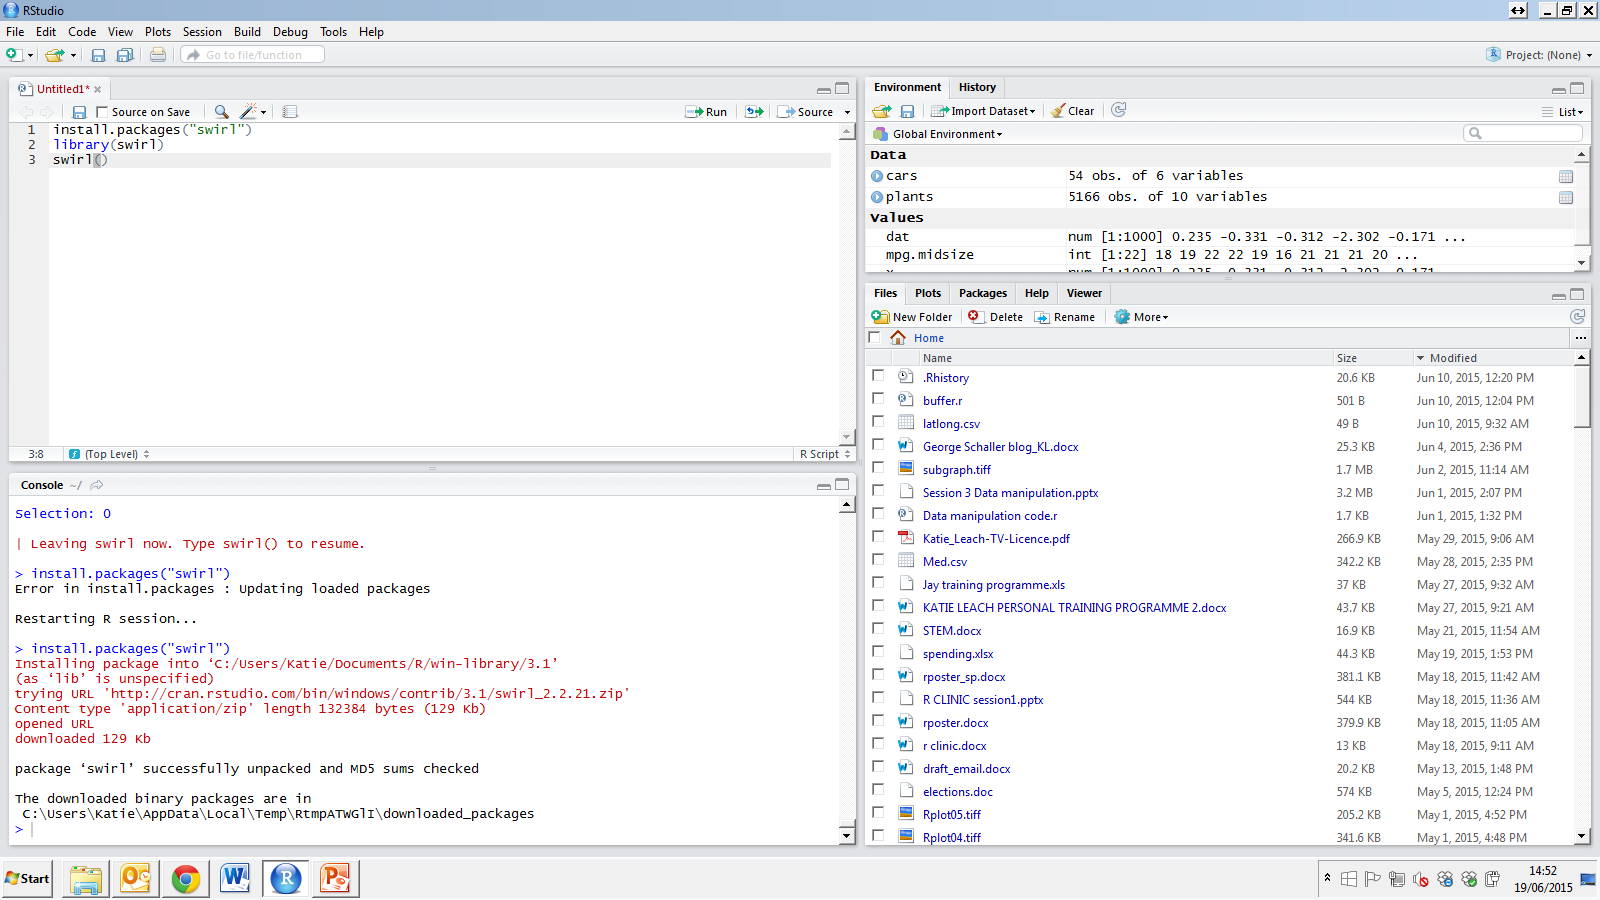 RStudio
File Edit Code View Plots Session Build Debug Tools Help
Go to file/function
Project: (None)
Untitled1*
Source on Save
Run
Source
1 install.packages("swirl")
2 library(swirl)
3 swirl()
3:8
(Top Level)
R Script
Console ~/
Selection: 0
| Leaving swirl now. Type swirl() to resume.
> install.packages("swirl")
Error in install.packages : Updating loaded packages
Restarting R session...
> install.packages("swirl")
Installing package into ‘C:/Users/Katie/Documents/R/win-library/3.1’
(as ‘lib’ is unspecified)
trying URL 'http://cran.rstudio.com/bin/windows/contrib/3.1/swirl_2.2.21.zip'
Content type 'application/zip' length 132384 bytes (129 Kb)
opened URL
downloaded 129 Kb
package ‘swirl’ successfully unpacked and MD5 sums checked
The downloaded binary packages are in
C:\Users\Katie\AppData\Local\Temp\RtmpATWGlI\downloaded_packages
>
Environment History
Import Dataset Clear
List
Global Environment
Data
cars 54 obs. of 6 variables
plants 5166 obs. of 10 variables
Values
dat num [1:1000] 0.235 -0.331 -0.312 -2.302 -0.171 ...
mpg.midsize int [1:22] 18 19 22 22 19 16 21 21 21 20 ...
x num [1:1000] 0.235 -0.331 -0.312 -2.302 -0.171
Files Plots Packages Help Viewer
New Folder Delete Rename More
Home
Name Size Modified
.Rhistory 20.6 KB Jun 10, 2015, 12:20 PM
buffer.r 501 B Jun 10, 2015, 12:04 PM
latlong.csv 49 B Jun 10, 2015, 9:32 AM
George Schaller blog_KL.docx 25.3 KB Jun 4, 2015, 2:36 PM
subgraph.tiff 1.7 MB Jun 2, 2015, 11:14 AM
Session 3 Data manipulation.pptx 3.2 MB Jun 1, 2015, 2:07 PM
Data manipulation code.r 1.7 KB Jun 1, 2015, 1:32 PM
Katie_Leach-TV-Licence.pdf 266.9 KB May 29, 2015, 9:06 AM
Med.csv 342.2 KB May 28, 2015, 2:35 PM
Jay training programme.xls 37 KB May 27, 2015, 9:32 AM
KATIE LEACH PERSONAL TRAINING PROGRAMME 2.docx 43.7 KB May 27, 2015, 9:21 AM
STEM.docx 16.9 KB May 21, 2015, 11:54 AM
spending.xlsx 44.3 KB May 19, 2015, 1:53 PM
rposter_sp.docx 381.1 KB May 18, 2015, 11:42 AM
R CLINIC session1.pptx 544 KB May 18, 2015, 11:36 AM
rposter.docx 379.9 KB May 18, 2015, 11:05 AM
r clinic.docx 13 KB May 18, 2015, 9:11 AM
draft_email.docx 20.2 KB May 13, 2015, 1:48 PM
elections.doc 574 KB May 5, 2015, 12:24 PM
Rplot05.tiff 205.2 KB May 1, 2015, 4:52 PM
Rplot04.tiff 341.6 KB May 1, 2015, 4:48 PM
Start
14:52
19/06/2015